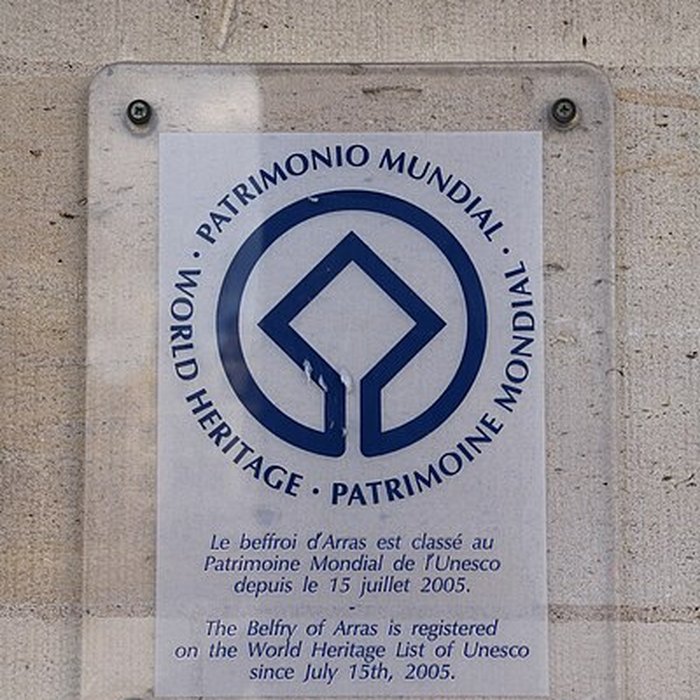 PATRIMONIO MUNDIAL ·
WORLD HERITAGE ·
PATRIMOINE MONDIAL ·
Le beffroi d'Arras est classé au
Patrimoine Mondial de l'Unesco
depuis le 15 juillet 2005.
-
The Belfry of Arras is registered
on the World Heritage List of Unesco
since July 15th, 2005.